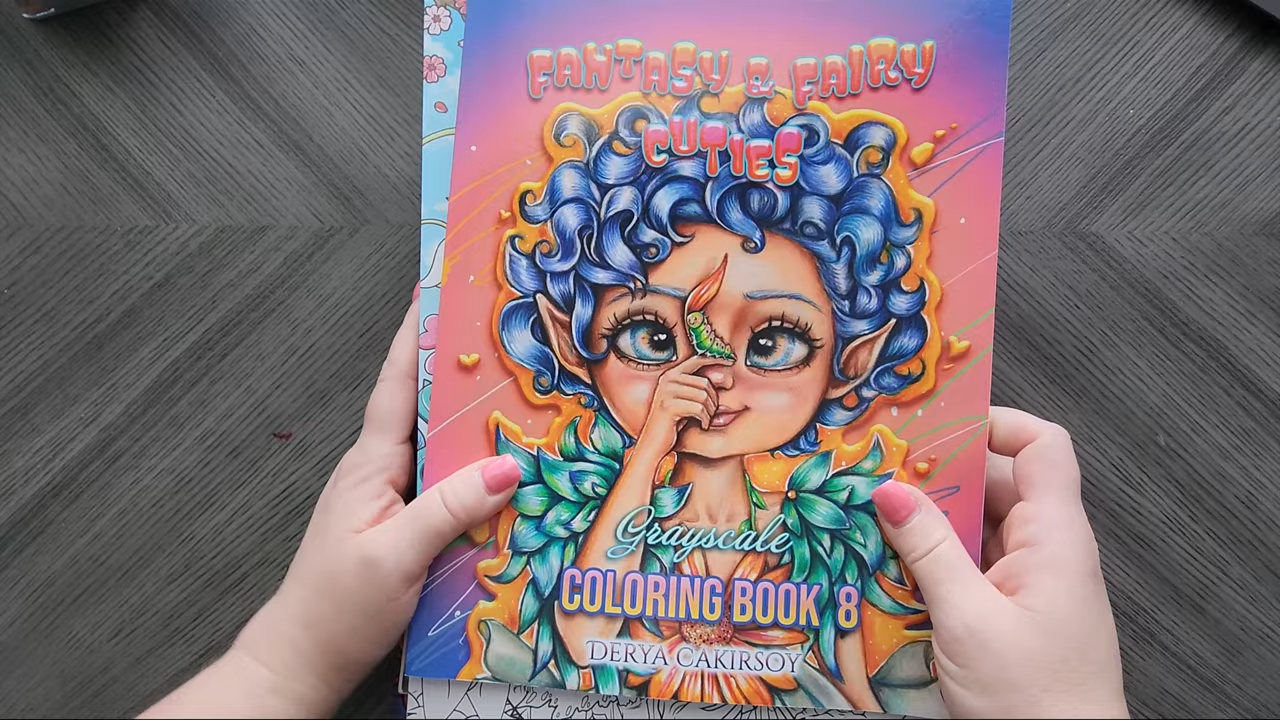 FANTASY & FAIRY
CUTIES
Grayscale
COLORING BOOK 8
DERYA CAKIRSOY